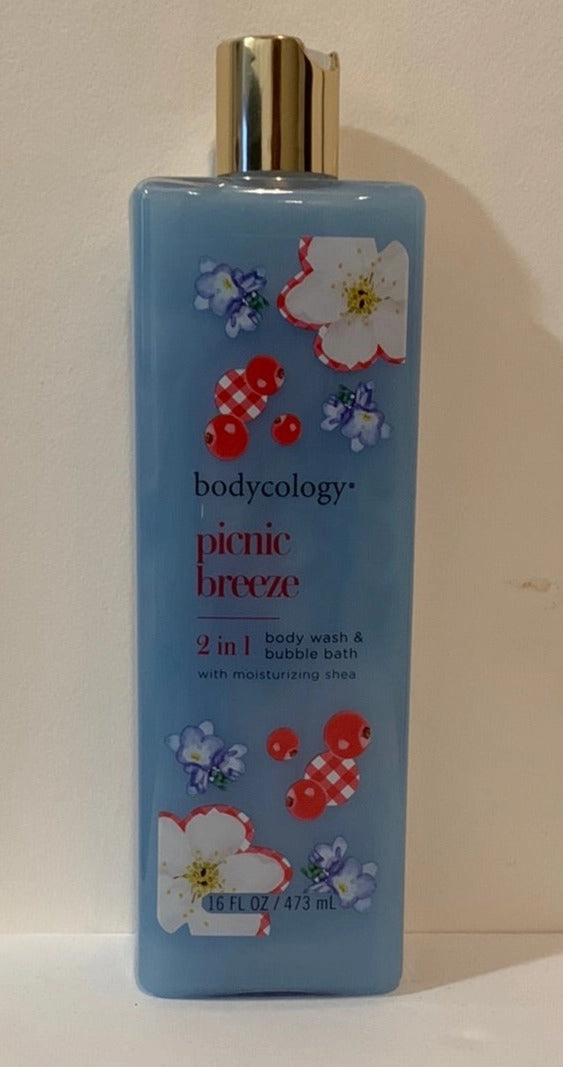 bodycology®
picnic
breeze
2 in 1 body wash &
bubble bath
with moisturizing shea
16 FL OZ / 473 mL